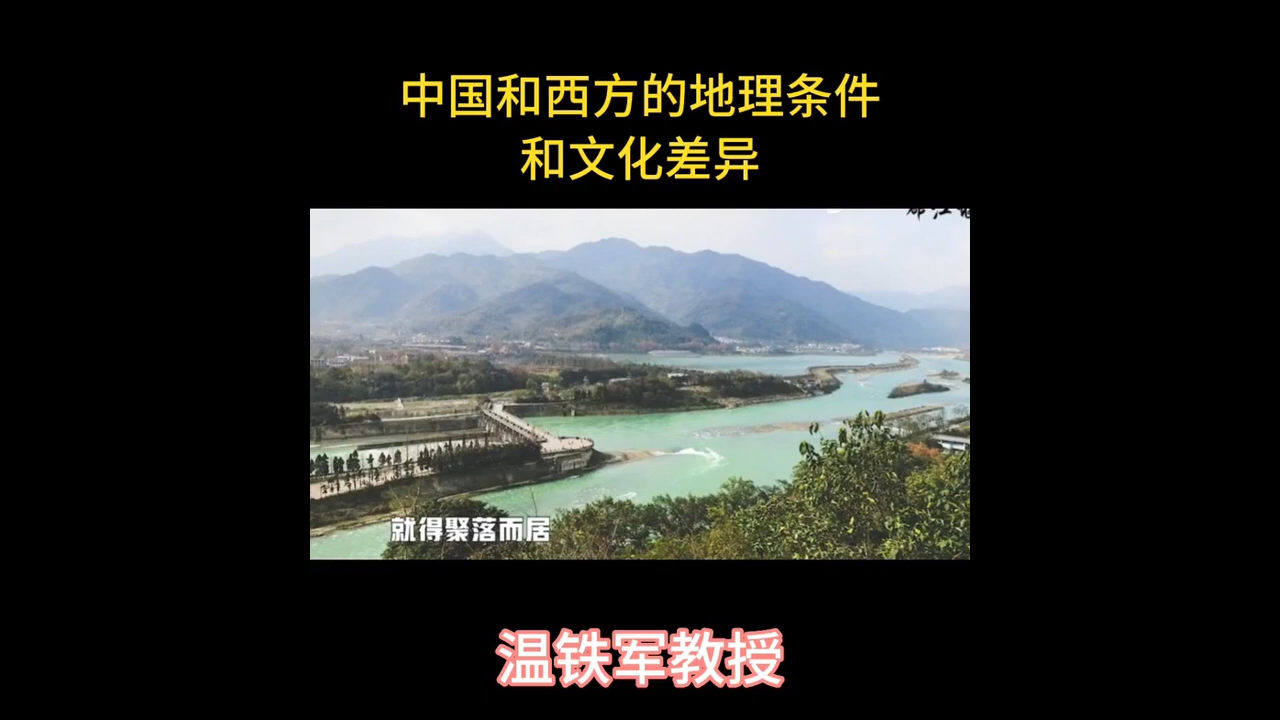 中国和西方的地理条件
和文化差异
就得聚落而居
温铁军教授